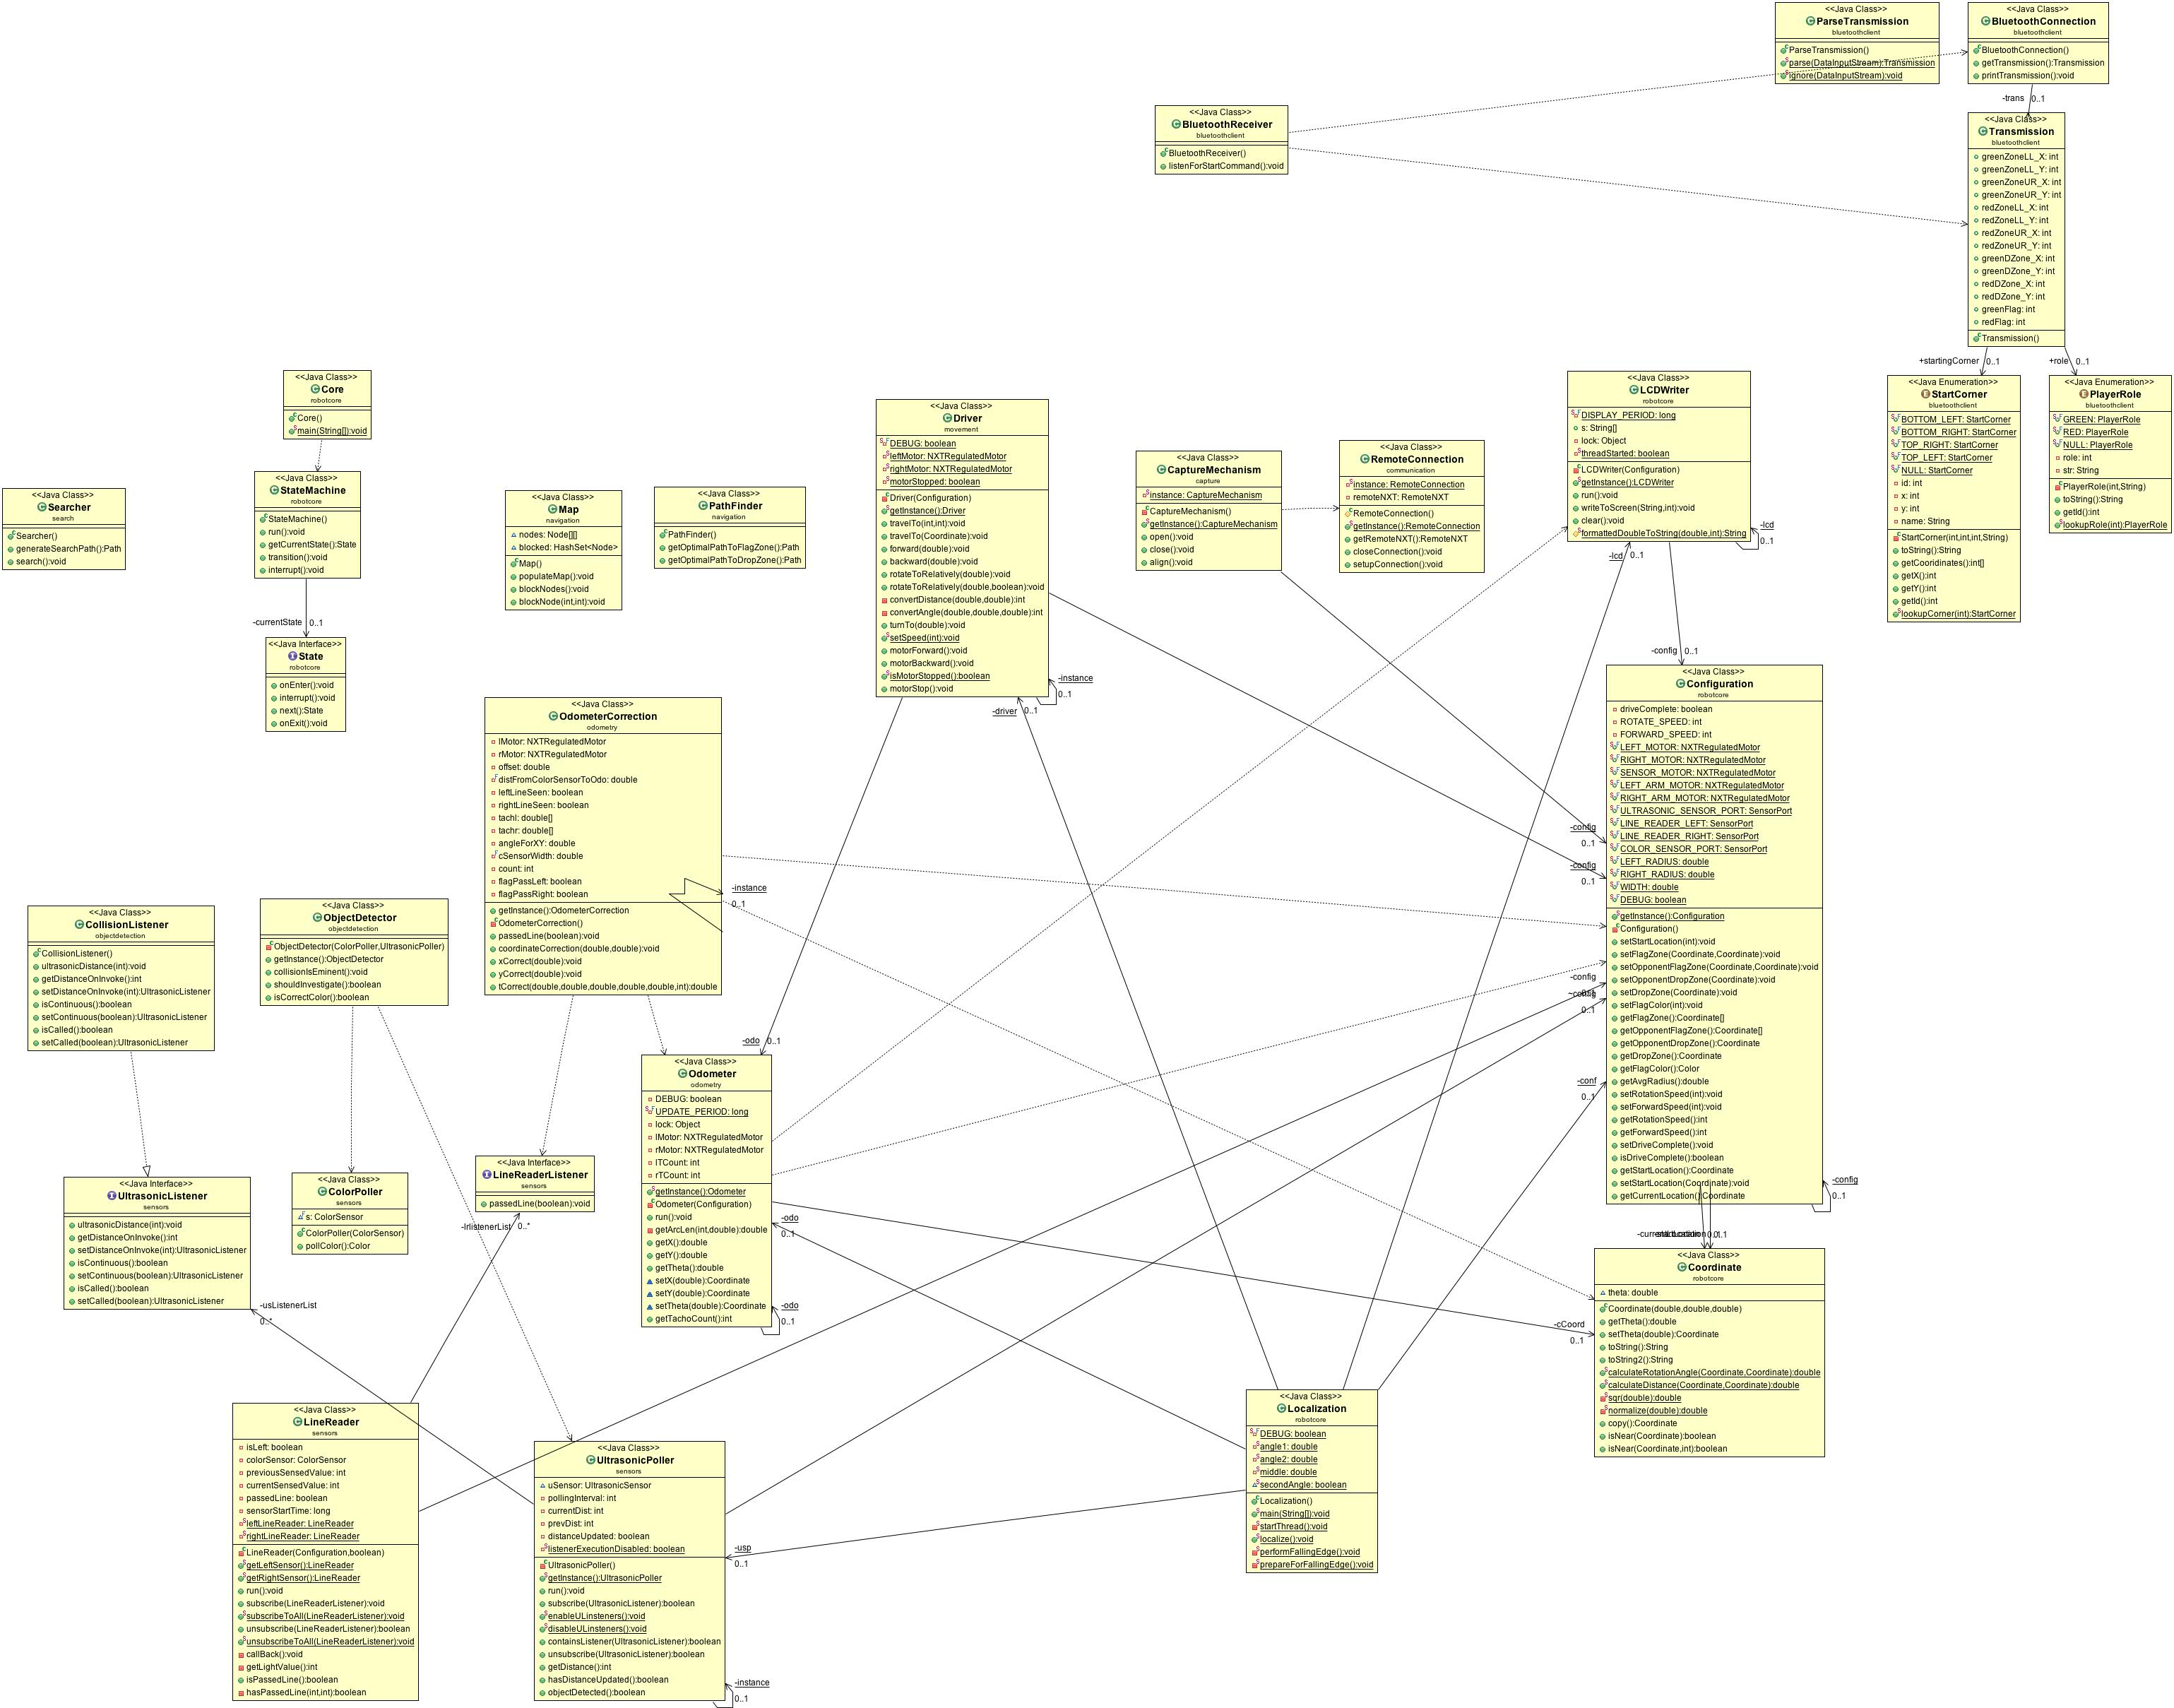 <<Java Class>>
ParseTransmission
bluetoothclient
ParseTransmission()
parse(DataInputStream):Transmission
ignore(DataInputStream):void
<<Java Class>>
BluetoothConnection
bluetoothclient
BluetoothConnection()
getTransmission():Transmission
printTransmission():void
-trans
0..1
<<Java Class>>
BluetoothReceiver
bluetoothclient
BluetoothReceiver()
listenForStartCommand():void
<<Java Class>>
Transmission
bluetoothclient
greenZoneLL_X: int
greenZoneLL_Y: int
greenZoneUR_X: int
greenZoneUR_Y: int
redZoneLL_X: int
redZoneLL_Y: int
redZoneUR_X: int
redZoneUR_Y: int
greenDZone_X: int
greenDZone_Y: int
redDZone_X: int
redDZone_Y: int
greenFlag: int
redFlag: int
Transmission()
+startingCorner
0..1
+role
0..1
<<Java Enumeration>>
StartCorner
bluetoothclient
BOTTOM_LEFT: StartCorner
BOTTOM_RIGHT: StartCorner
TOP_RIGHT: StartCorner
TOP_LEFT: StartCorner
NULL: StartCorner
id: int
x: int
y: int
name: String
StartCorner(int,int,int,String)
toString():String
getCooridinates():int[]
getX():int
getY():int
getId():int
lookupCorner(int):StartCorner
<<Java Enumeration>>
PlayerRole
bluetoothclient
GREEN: PlayerRole
RED: PlayerRole
NULL: PlayerRole
role: int
str: String
PlayerRole(int,String)
toString():String
getId():int
lookupRole(int):PlayerRole
<<Java Class>>
Core
robotcore
Core()
main(String[]):void
<<Java Class>>
StateMachine
robotcore
StateMachine()
run():void
getCurrentState():State
transition():void
interrupt():void
-currentState
0..1
<<Java Interface>>
State
robotcore
onEnter():void
interrupt():void
next():State
onExit():void
<<Java Class>>
Searcher
search
Searcher()
generateSearchPath():Path
search():void
<<Java Class>>
Map
navigation
nodes: Node[][]
blocked: HashSet<Node>
Map()
populateMap():void
blockNodes():void
blockNode(int,int):void
<<Java Class>>
PathFinder
navigation
PathFinder()
getOptimalPathToFlagZone():Path
getOptimalPathToDropZone():Path
<<Java Class>>
Driver
movement
DEBUG: boolean
leftMotor: NXTRegulatedMotor
rightMotor: NXTRegulatedMotor
motorStopped: boolean
Driver(Configuration)
getInstance():Driver
travelTo(int,int):void
travelTo(Coordinate):void
forward(double):void
backward(double):void
rotateToRelatively(double):void
rotateToRelatively(double,boolean):void
convertDistance(double,double):int
convertAngle(double,double,double):int
turnTo(double):void
setSpeed(int):void
motorForward():void
motorBackward():void
isMotorStopped():boolean
motorStop():void
-instance
0..1
-driver
0..1
<<Java Class>>
CaptureMechanism
capture
instance: CaptureMechanism
CaptureMechanism()
getInstance():CaptureMechanism
open():void
close():void
align():void
<<Java Class>>
RemoteConnection
communication
instance: RemoteConnection
remoteNXT: RemoteNXT
RemoteConnection()
getInstance():RemoteConnection
getRemoteNXT():RemoteNXT
closeConnection():void
setupConnection():void
<<Java Class>>
LCDWriter
robotcore
DISPLAY_PERIOD: long
s: String[]
lock: Object
threadStarted: boolean
LCDWriter(Configuration)
getInstance():LCDWriter
run():void
writeToScreen(String,int):void
clear():void
formattedDoubleToString(double,int):String
-lcd
0..1
-lcd
0..1
-config
0..1
<<Java Class>>
Configuration
robotcore
driveComplete: boolean
ROTATE_SPEED: int
FORWARD_SPEED: int
LEFT_MOTOR: NXTRegulatedMotor
RIGHT_MOTOR: NXTRegulatedMotor
SENSOR_MOTOR: NXTRegulatedMotor
LEFT_ARM_MOTOR: NXTRegulatedMotor
RIGHT_ARM_MOTOR: NXTRegulatedMotor
ULTRASONIC_SENSOR_PORT: SensorPort
LINE_READER_LEFT: SensorPort
LINE_READER_RIGHT: SensorPort
COLOR_SENSOR_PORT: SensorPort
LEFT_RADIUS: double
RIGHT_RADIUS: double
WIDTH: double
DEBUG: boolean
getInstance():Configuration
Configuration()
setStartLocation(int):void
setFlagZone(Coordinate,Coordinate):void
setOpponentFlagZone(Coordinate,Coordinate):void
setOpponentDropZone(Coordinate):void
setDropZone(Coordinate):void
setFlagColor(int):void
getFlagZone():Coordinate[]
getOpponentFlagZone():Coordinate[]
getOpponentDropZone():Coordinate
getDropZone():Coordinate
getFlagColor():Color
getAvgRadius():double
setRotationSpeed(int):void
setForwardSpeed(int):void
getRotationSpeed():int
getForwardSpeed():int
setDriveComplete():void
isDriveComplete():boolean
getStartLocation():Coordinate
setStartLocation(Coordinate):void
getCurrentLocation():Coordinate
-config
0..1
-config
0..1
-config
~config
0..1
-conf
0..1
-config
0..1
<<Java Class>>
OdometerCorrection
odometry
lMotor: NXTRegulatedMotor
rMotor: NXTRegulatedMotor
offset: double
distFromColorSensorToOdo: double
leftLineSeen: boolean
rightLineSeen: boolean
tachl: double[]
tachr: double[]
angleForXY: double
cSensorWidth: double
count: int
flagPassLeft: boolean
flagPassRight: boolean
getInstance():OdometerCorrection
OdometerCorrection()
passedLine(boolean):void
coordinateCorrection(double,double):void
xCorrect(double):void
yCorrect(double):void
tCorrect(double,double,double,double,double,int):double
-instance
0..1
<<Java Class>>
CollisionListener
objectdetection
CollisionListener()
ultrasonicDistance(int):void
getDistanceOnInvoke():int
setDistanceOnInvoke(int):UltrasonicListener
isContinuous():boolean
setContinuous(boolean):UltrasonicListener
isCalled():boolean
setCalled(boolean):UltrasonicListener
<<Java Class>>
ObjectDetector
objectdetection
ObjectDetector(ColorPoller,UltrasonicPoller)
getInstance():ObjectDetector
collisionIsEminent():void
shouldInvestigate():boolean
isCorrectColor():boolean
-odo
0..1
<<Java Class>>
Odometer
odometry
DEBUG: boolean
UPDATE_PERIOD: long
lock: Object
lMotor: NXTRegulatedMotor
rMotor: NXTRegulatedMotor
lTCount: int
rTCount: int
getInstance():Odometer
Odometer(Configuration)
run():void
getArcLen(int,double):double
getX():double
getY():double
getTheta():double
setX(double):Coordinate
setY(double):Coordinate
setTheta(double):Coordinate
getTachoCount():int
-odo
0..1
-odo
0..1
<<Java Interface>>
UltrasonicListener
sensors
ultrasonicDistance(int):void
getDistanceOnInvoke():int
setDistanceOnInvoke(int):UltrasonicListener
isContinuous():boolean
setContinuous(boolean):UltrasonicListener
isCalled():boolean
setCalled(boolean):UltrasonicListener
-usListenerList
0..*
<<Java Class>>
ColorPoller
sensors
s: ColorSensor
ColorPoller(ColorSensor)
pollColor():Color
<<Java Interface>>
LineReaderListener
sensors
passedLine(boolean):void
-lrlistenerList
0..*
-cCoord
0..1
<<Java Class>>
Coordinate
robotcore
theta: double
Coordinate(double,double,double)
getTheta():double
setTheta(double):Coordinate
toString():String
toString2():String
calculateRotationAngle(Coordinate,Coordinate):double
calculateDistance(Coordinate,Coordinate):double
sqr(double):double
normalize(double):double
copy():Coordinate
isNear(Coordinate):boolean
isNear(Coordinate,int):boolean
<<Java Class>>
LineReader
sensors
isLeft: boolean
colorSensor: ColorSensor
previousSensedValue: int
currentSensedValue: int
passedLine: boolean
sensorStartTime: long
leftLineReader: LineReader
rightLineReader: LineReader
LineReader(Configuration,boolean)
getLeftSensor():LineReader
getRightSensor():LineReader
run():void
subscribe(LineReaderListener):void
subscribeToAll(LineReaderListener):void
unsubscribe(LineReaderListener):boolean
unsubscribeToAll(LineReaderListener):void
callBack():void
getLightValue():int
isPassedLine():boolean
hasPassedLine(int,int):boolean
<<Java Class>>
UltrasonicPoller
sensors
uSensor: UltrasonicSensor
pollingInterval: int
currentDist: int
prevDist: int
distanceUpdated: boolean
listenerExecutionDisabled: boolean
UltrasonicPoller()
getInstance():UltrasonicPoller
run():void
subscribe(UltrasonicListener):boolean
enableULinsteners():void
disableULinsteners():void
containsListener(UltrasonicListener):boolean
unsubscribe(UltrasonicListener):boolean
getDistance():int
hasDistanceUpdated():boolean
objectDetected():boolean
-usp
0..1
-instance
0..1
<<Java Class>>
Localization
robotcore
DEBUG: boolean
angle1: double
angle2: double
middle: double
secondAngle: boolean
Localization()
main(String[]):void
startThread():void
localize():void
performFallingEdge():void
prepareForFallingEdge():void